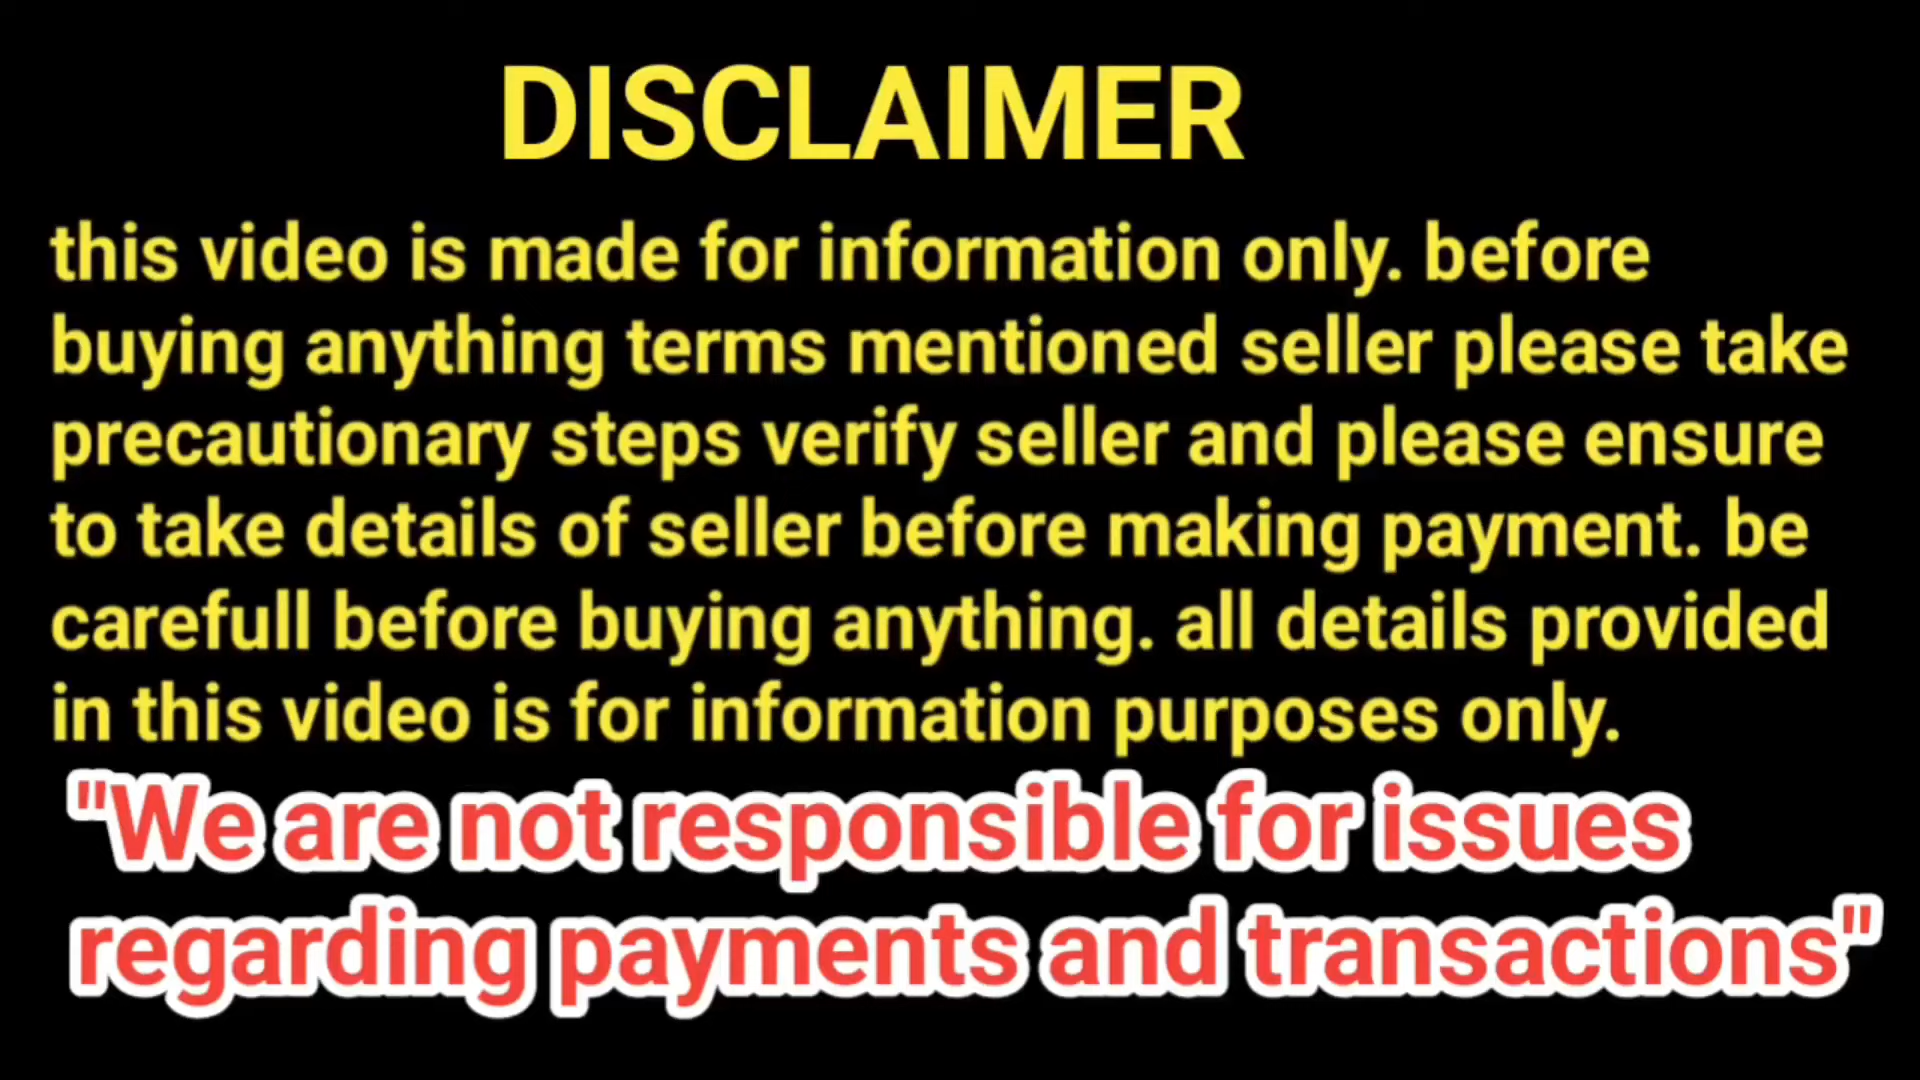 DISCLAIMER
this video is made for information only. before
buying anything terms mentioned seller please take
precautionary steps verify seller and please ensure
to take details of seller before making payment. be
carefull before buying anything. all details provided
in this video is for information purposes only.
"We are not responsible for issues
regarding payments and transactions"